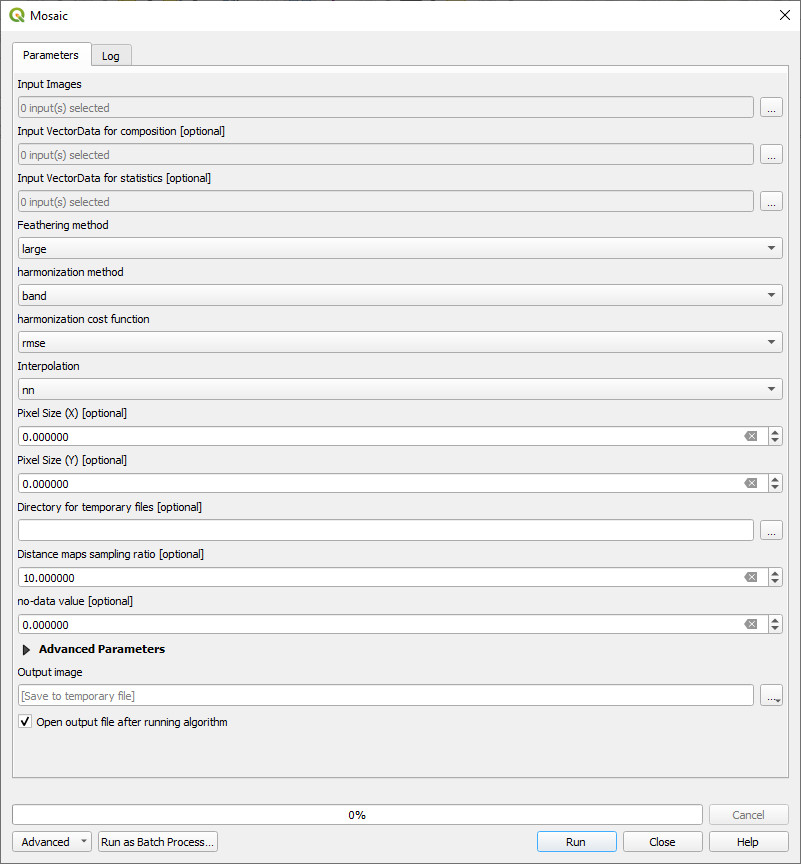 Mosaic
Parameters
Log
Input Images
0 input(s) selected
...
Input VectorData for composition [optional]
0 input(s) selected
...
Input VectorData for statistics [optional]
0 input(s) selected
...
Feathering method
large
harmonization method
band
harmonization cost function
rmse
Interpolation
nn
Pixel Size (X) [optional]
0.000000
Pixel Size (Y) [optional]
0.000000
Directory for temporary files [optional]
...
Distance maps sampling ratio [optional]
10.000000
no-data value [optional]
0.000000
Advanced Parameters
Output image
[Save to temporary file]
...
Open output file after running algorithm
0%
Cancel
Advanced
Run as Batch Process...
Run
Close
Help